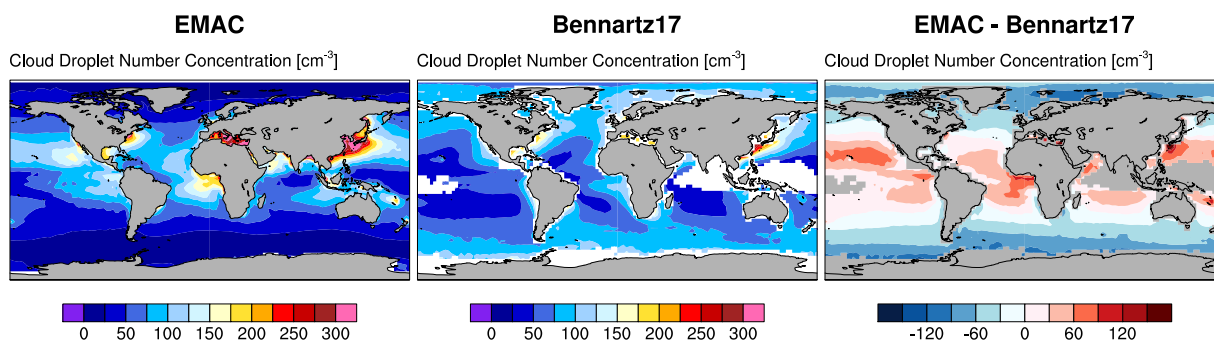 EMAC
Bennartz17
EMAC - Bennartz17
Cloud Droplet Number Concentration [cm-3]
Cloud Droplet Number Concentration [cm-3]
Cloud Droplet Number Concentration [cm-3]
0 50 100 150 200 250 300
0 50 100 150 200 250 300
-120 -60 0 60 120